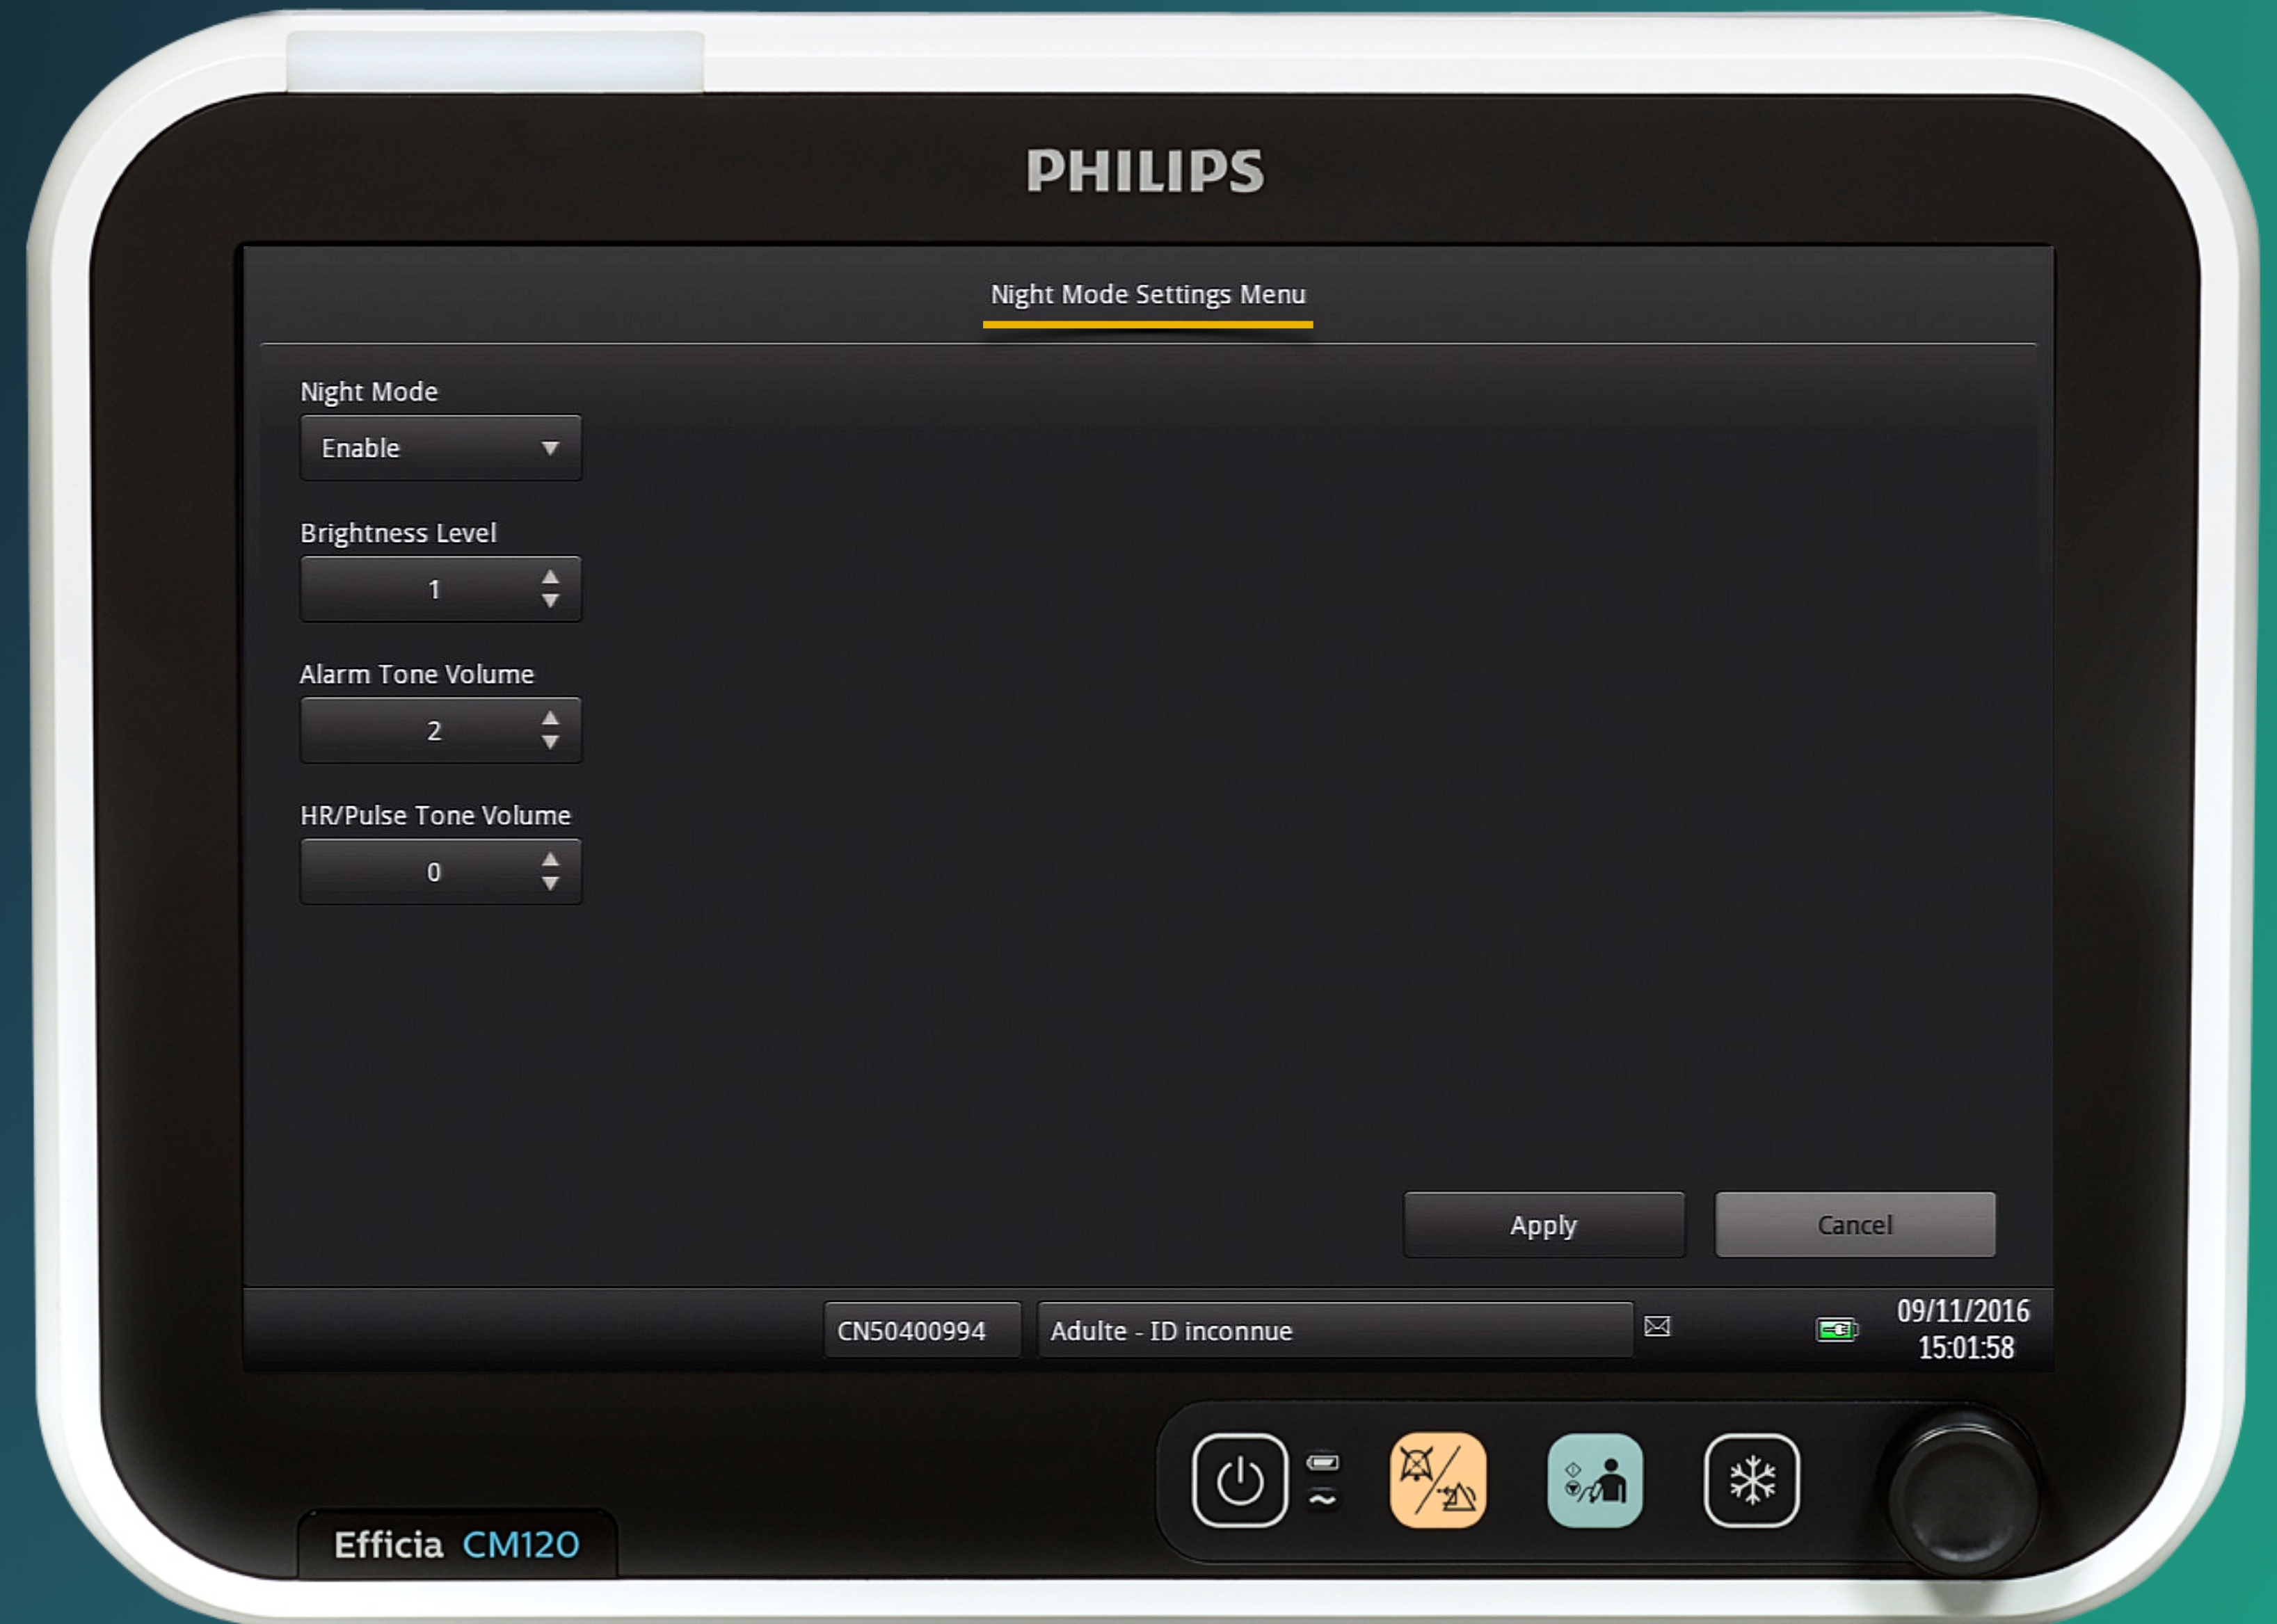 PHILIPS
Night Mode Settings Menu
Night Mode
Enable
Brightness Level
1
Alarm Tone Volume
2
HR/Pulse Tone Volume
0
Apply
Cancel
CN50400994
Adulte - ID inconnue
09/11/2016
15:01:58
Efficia CM120